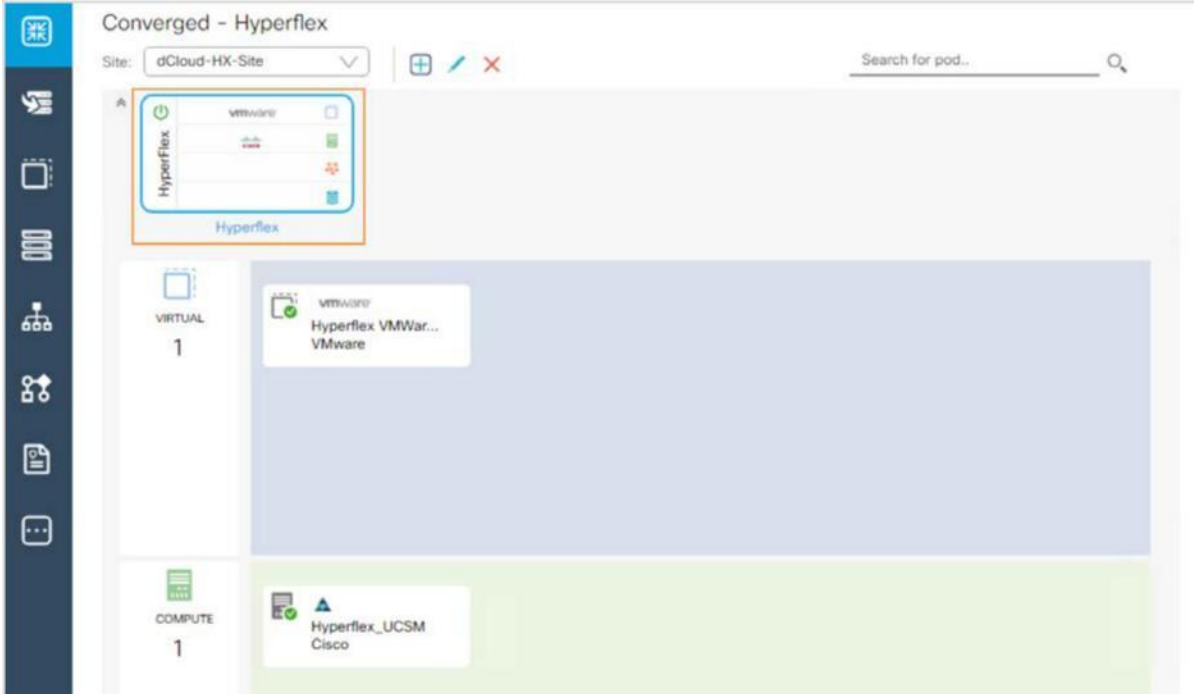 Converged - Hyperflex
Site: dCloud-HX-Site
Search for pod..
HyperFlex
vmware
cisco
Hyperflex
VIRTUAL
1
vmware
Hyperflex VMWar...
VMware
COMPUTE
1
Hyperflex_UCSM
Cisco